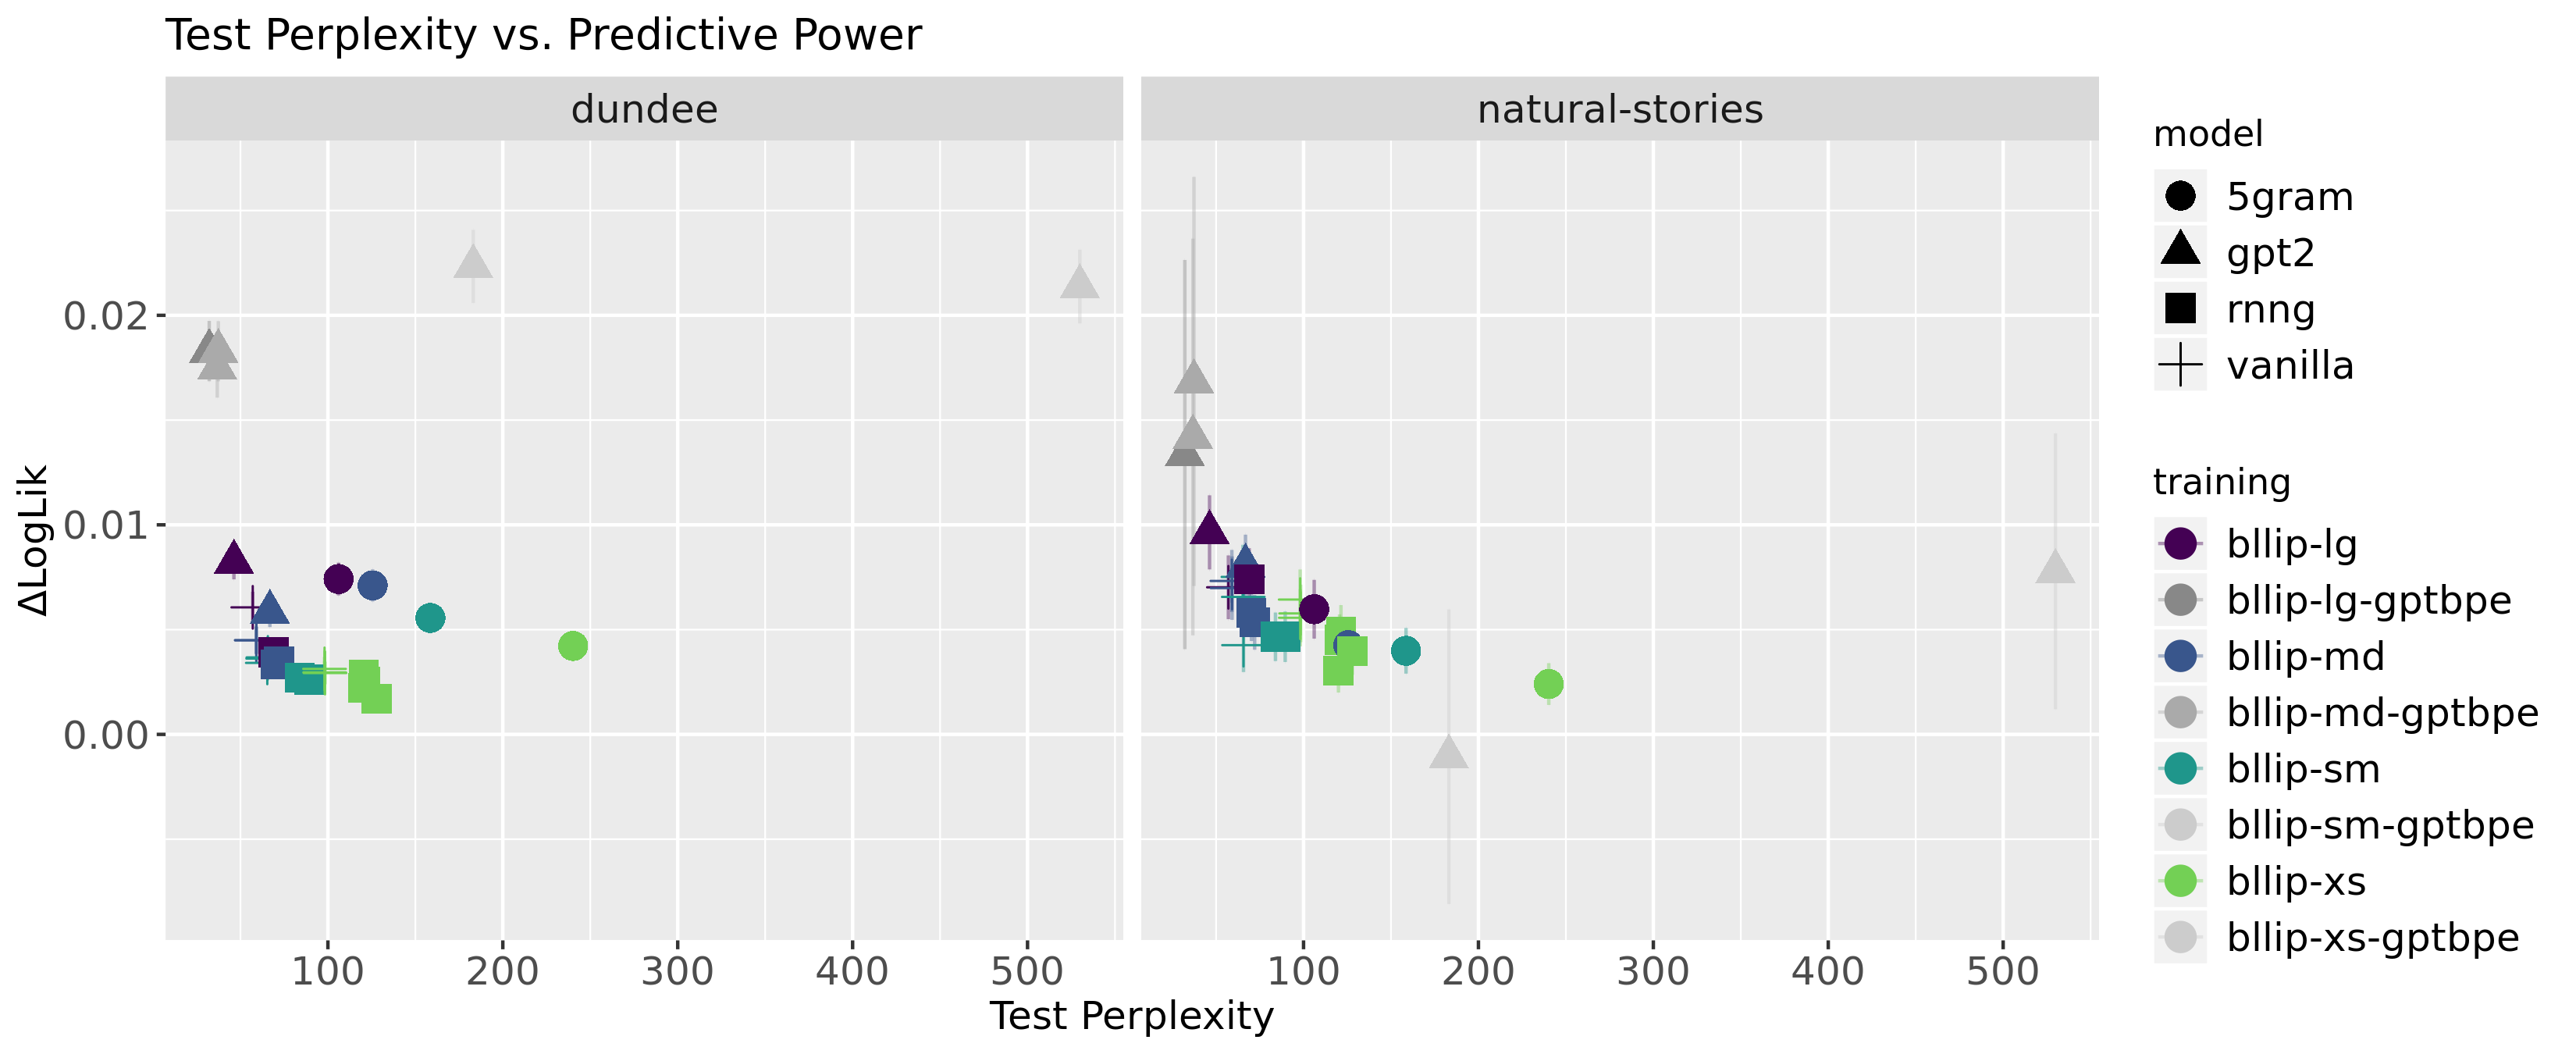 Test Perplexity vs. Predictive Power
dundee
natural-stories
ΔLogLik
0.02
0.01
0.00
100 200 300 400 500
100 200 300 400 500
Test Perplexity
model
5gram
gpt2
rnng
vanilla
training
bllip-lg
bllip-lg-gptbpe
bllip-md
bllip-md-gptbpe
bllip-sm
bllip-sm-gptbpe
bllip-xs
bllip-xs-gptbpe